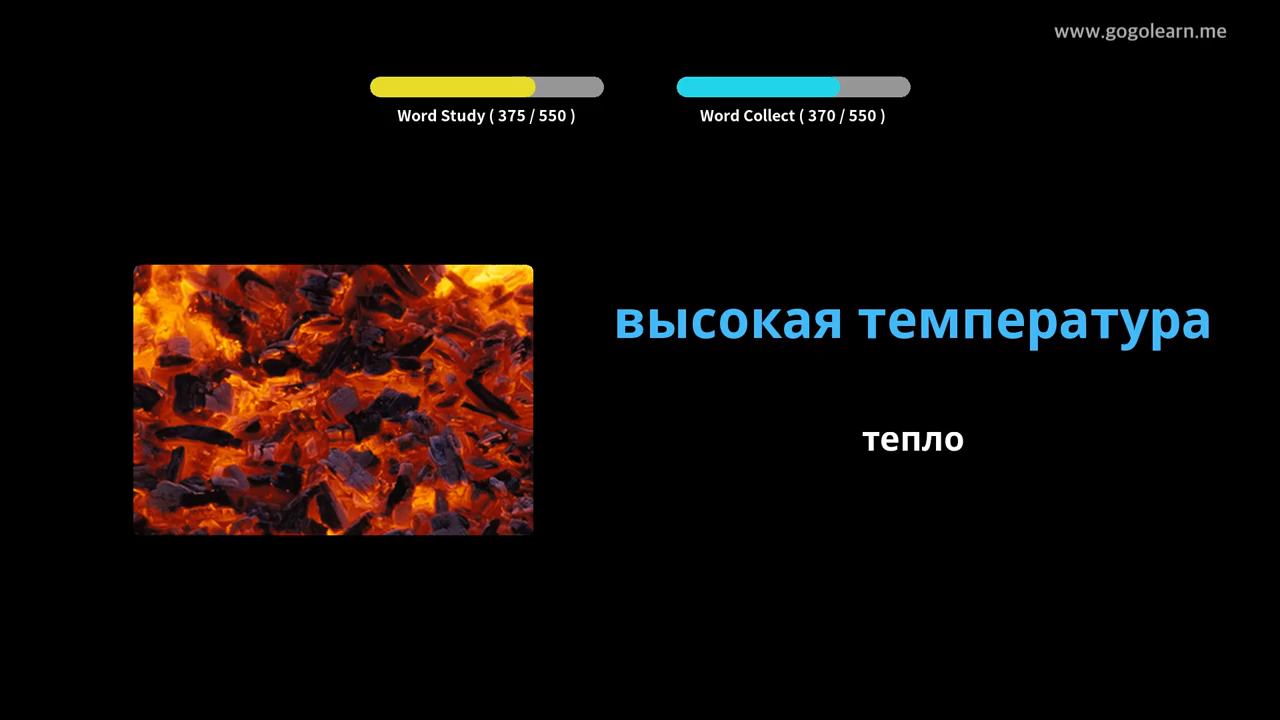 www.gogolearn.me
Word Study ( 375 / 550 )
Word Collect ( 370 / 550 )
высокая температура
тепло